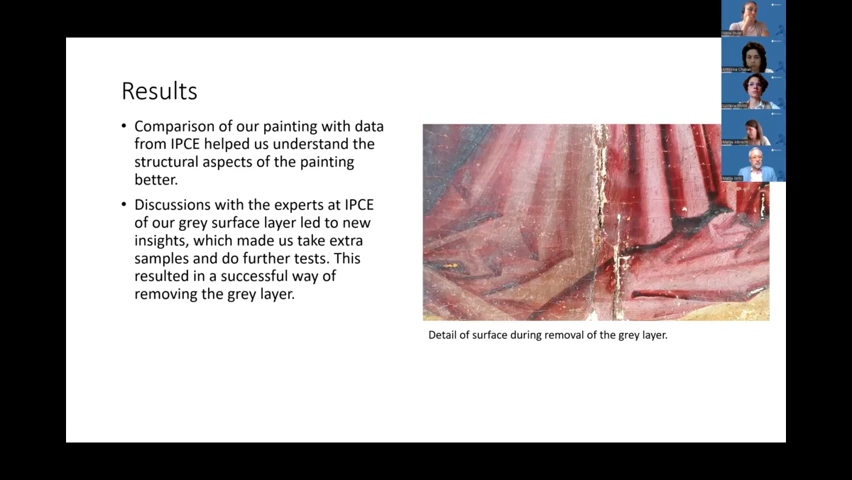 Results
• Comparison of our painting with data
from IPCE helped us understand the
structural aspects of the painting
better.
• Discussions with the experts at IPCE
of our grey surface layer led to new
insights, which made us take extra
samples and do further tests. This
resulted in a successful way of
removing the grey layer.
Detail of surface during removal of the grey layer.